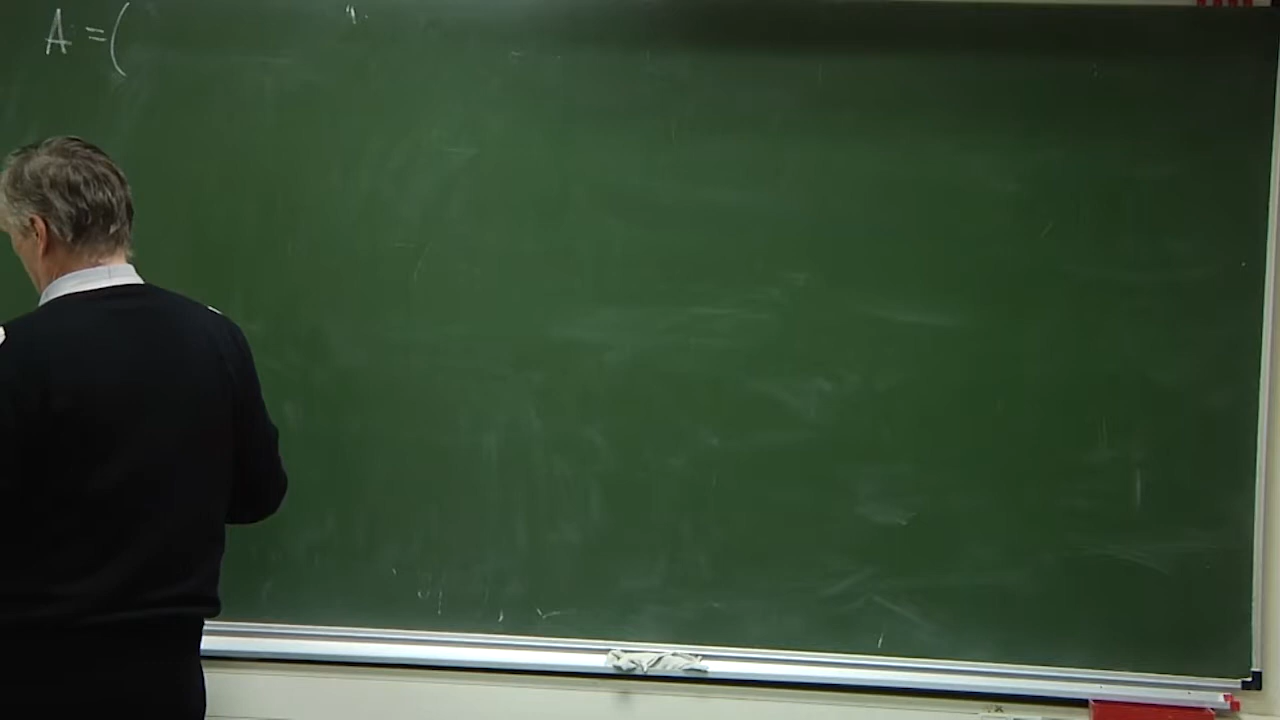 A = (